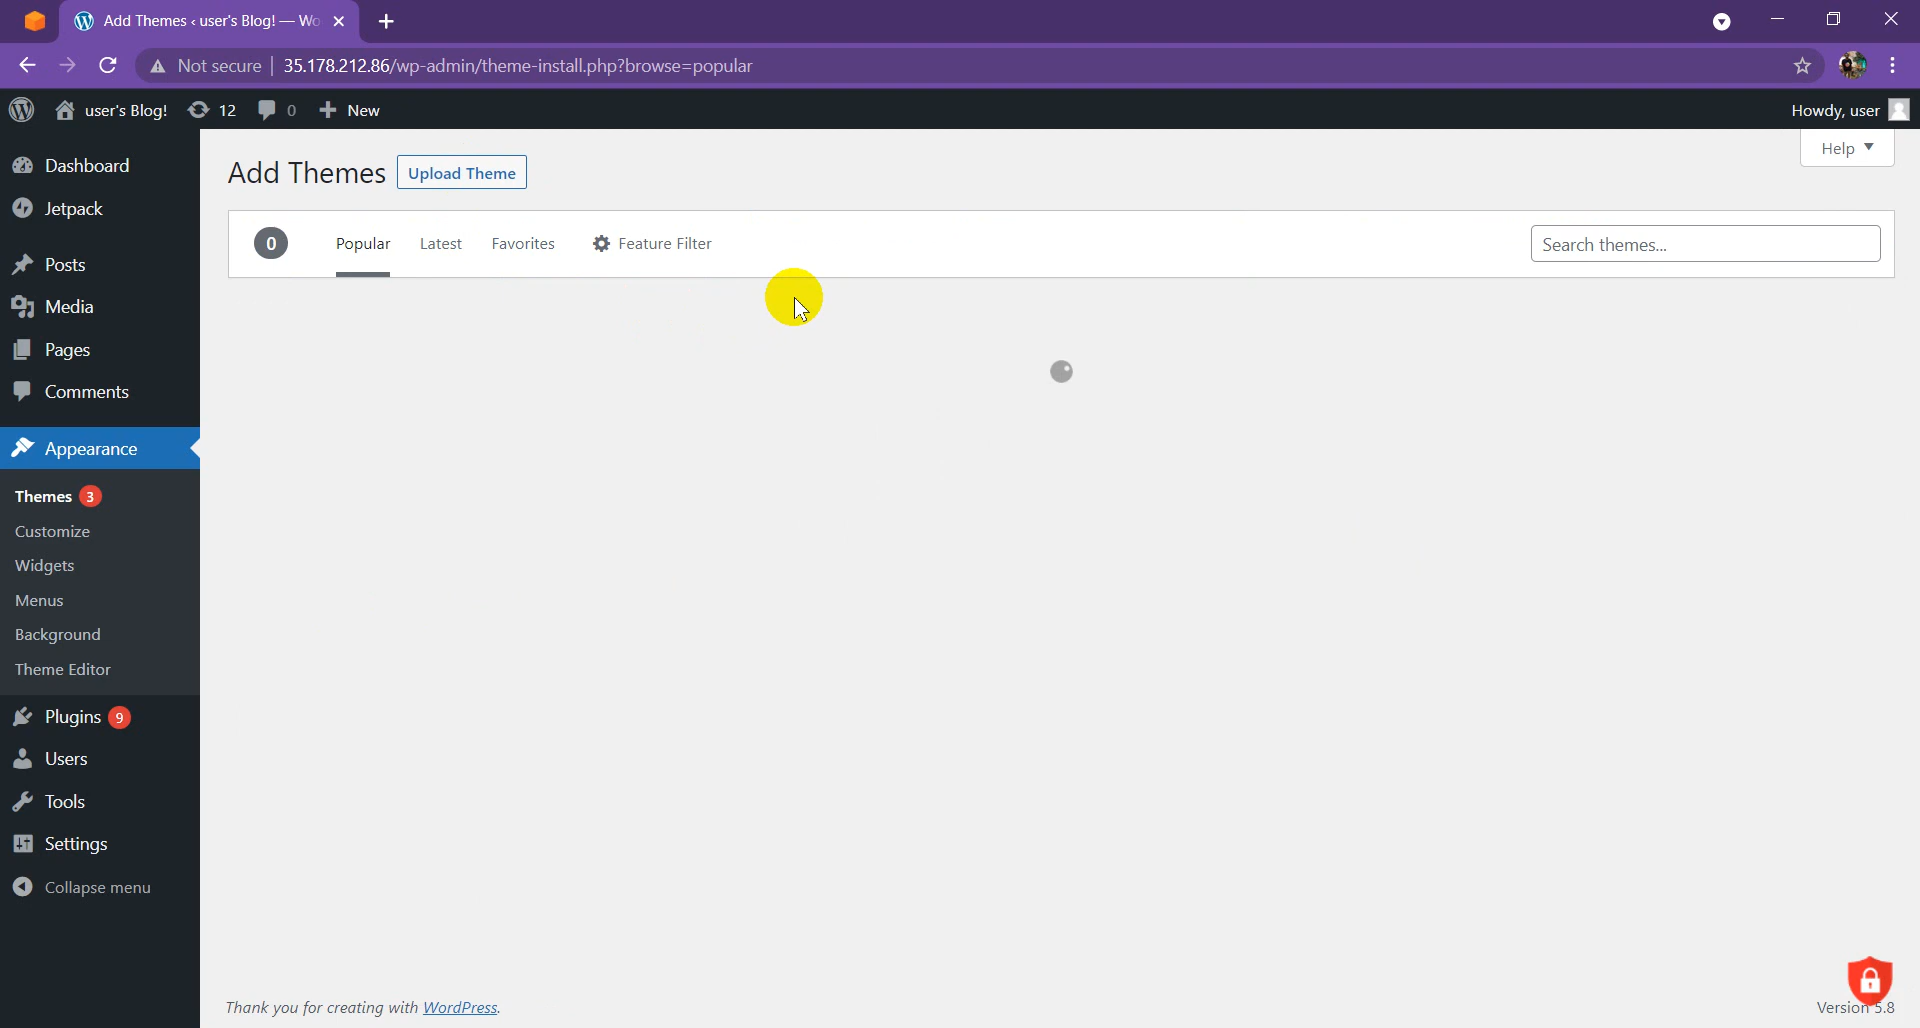 Add Themes ‹ user's Blog! — Wo
Not secure | 35.178.212.86/wp-admin/theme-install.php?browse=popular
user's Blog! 12 0 New
Howdy, user
Help
Dashboard
Jetpack
Posts
Media
Pages
Comments
Appearance
Themes 3
Customize
Widgets
Menus
Background
Theme Editor
Plugins 9
Users
Tools
Settings
Collapse menu
Add Themes Upload Theme
0 Popular Latest Favorites Feature Filter Search themes...
Thank you for creating with WordPress.
Version 5.8